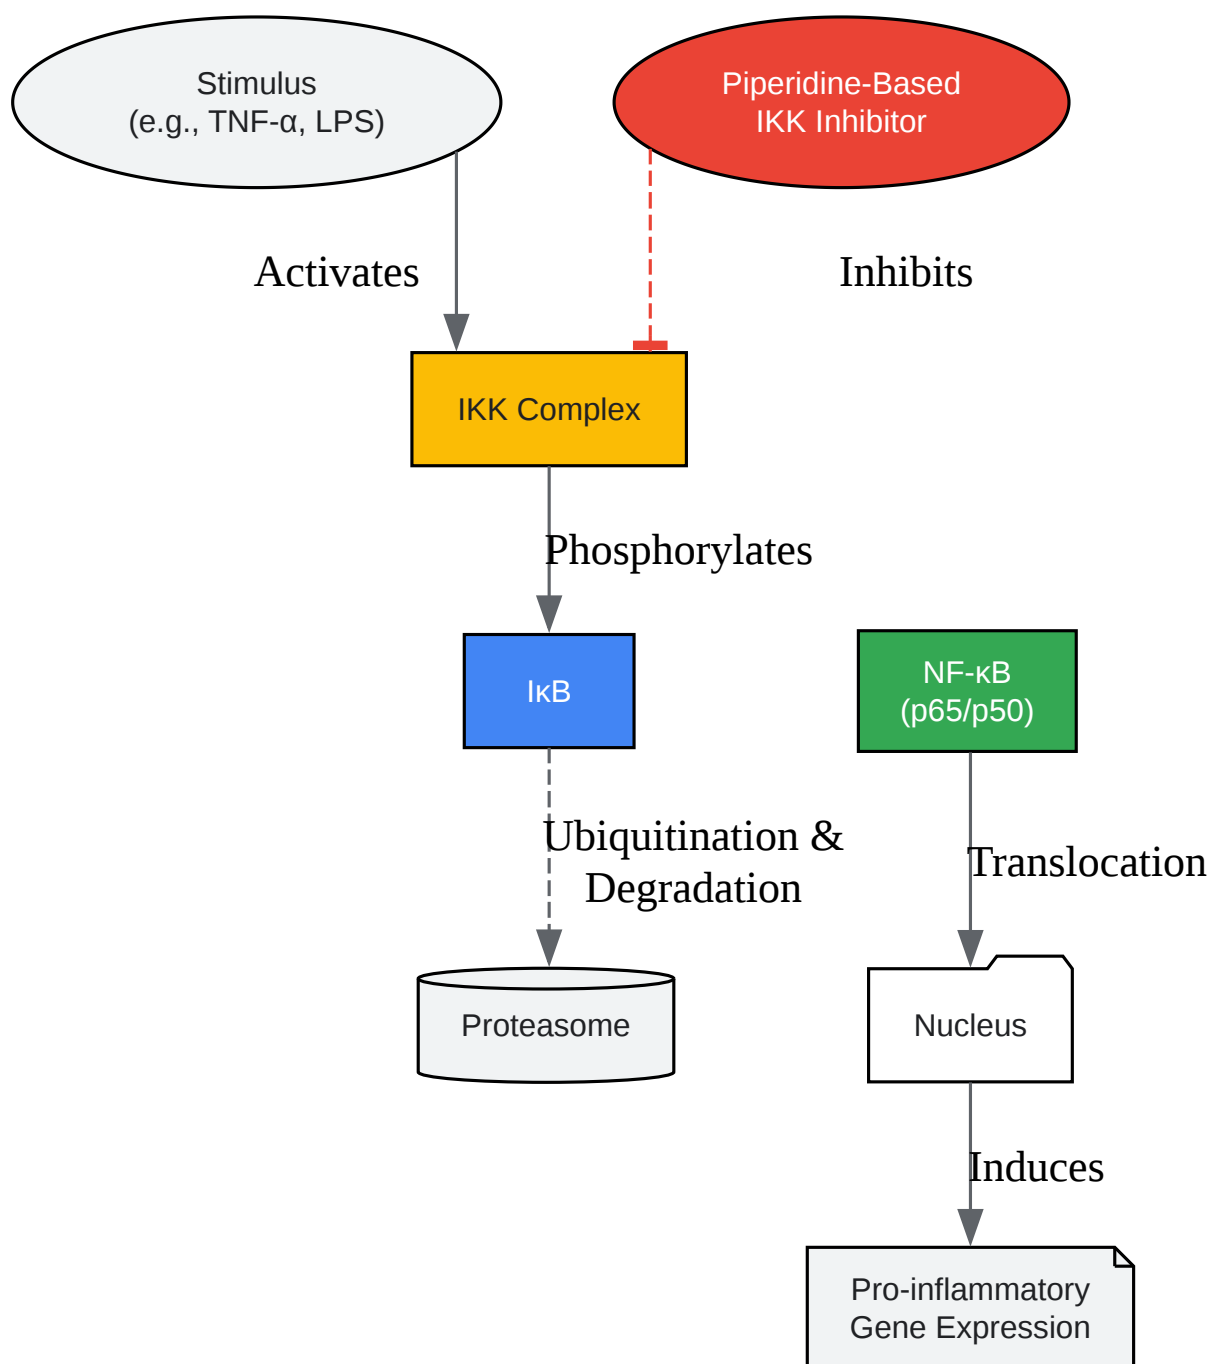 Stimulus
(e.g., TNF-α, LPS)
Piperidine-Based
IKK Inhibitor
Activates
Inhibits
IKK Complex
Phosphorylates
IκB
NF-κB
(p65/p50)
Ubiquitination &
Degradation
Translocation
Proteasome
Nucleus
Induces
Pro-inflammatory
Gene Expression